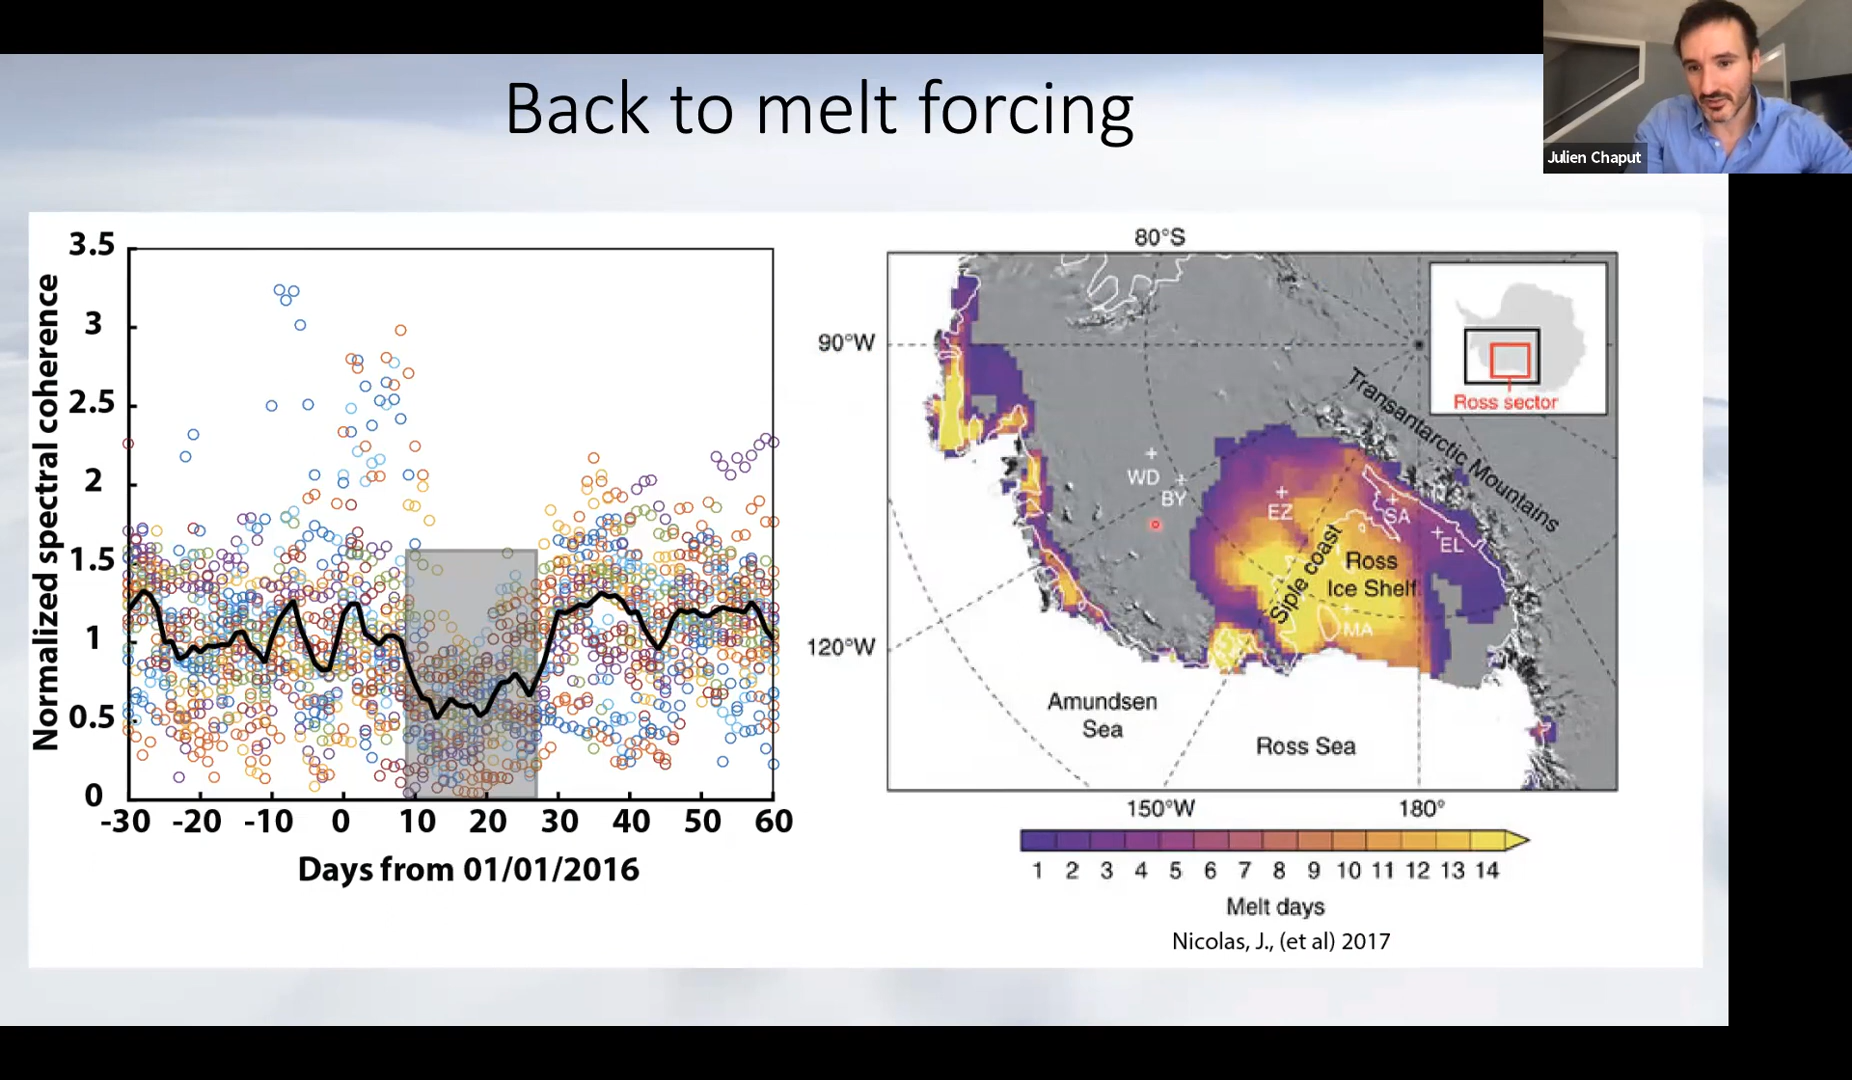 Back to melt forcing
Julien Chaput
Normalized spectral coherence
3.5
3
2.5
2
1.5
1
0.5
0
-30 -20 -10 0 10 20 30 40 50 60
Days from 01/01/2016
80°S
90°W
120°W
150°W 180°
Ross sector
Transantarctic Mountains
WD
BY
EZ
SA
EL
Siple coast
Ross
Ice Shelf
MA
Amundsen
Sea
Ross Sea
1 2 3 4 5 6 7 8 9 10 11 12 13 14
Melt days
Nicolas, J., (et al) 2017